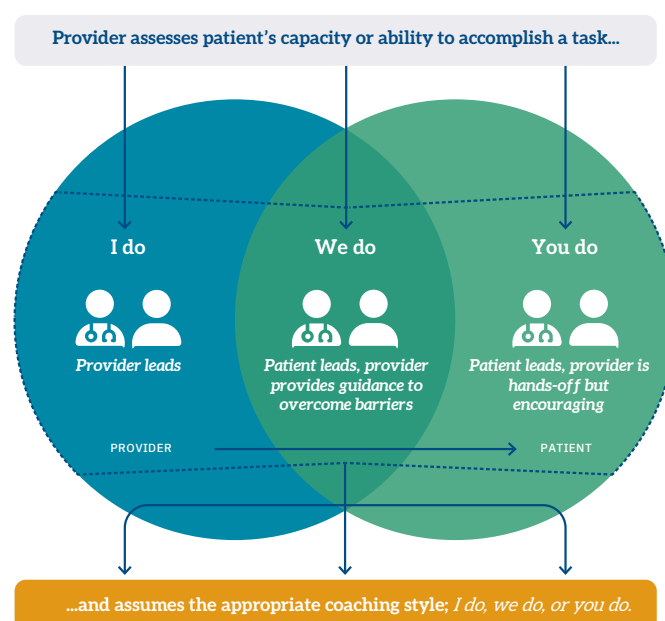 Provider assesses patient’s capacity or ability to accomplish a task...
I do
We do
You do
Provider leads
Patient leads, provider
provides guidance to
overcome barriers
Patient leads, provider is
hands-off but
encouraging
PROVIDER
PATIENT
...and assumes the appropriate coaching style; I do, we do, or you do.